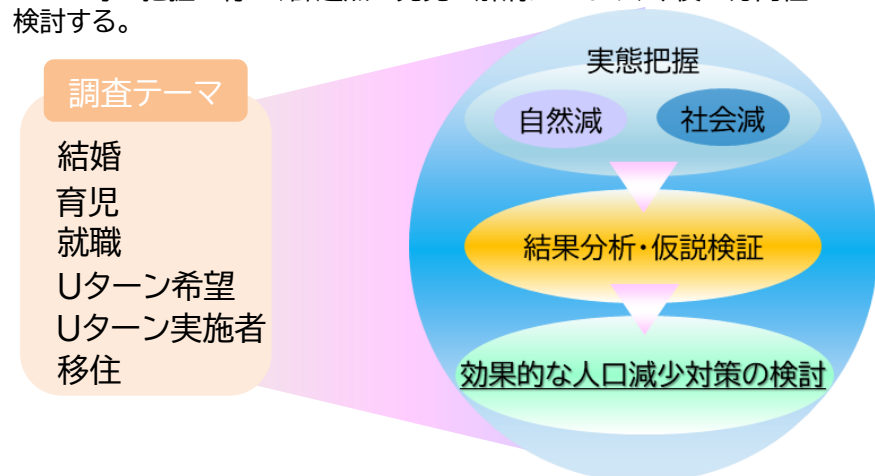 検討する。
調査テーマ
結婚
育児
就職
Uターン希望
Uターン実施者
移住
実態把握
自然減
社会減
結果分析・仮説検証
効果的な人口減少対策の検討